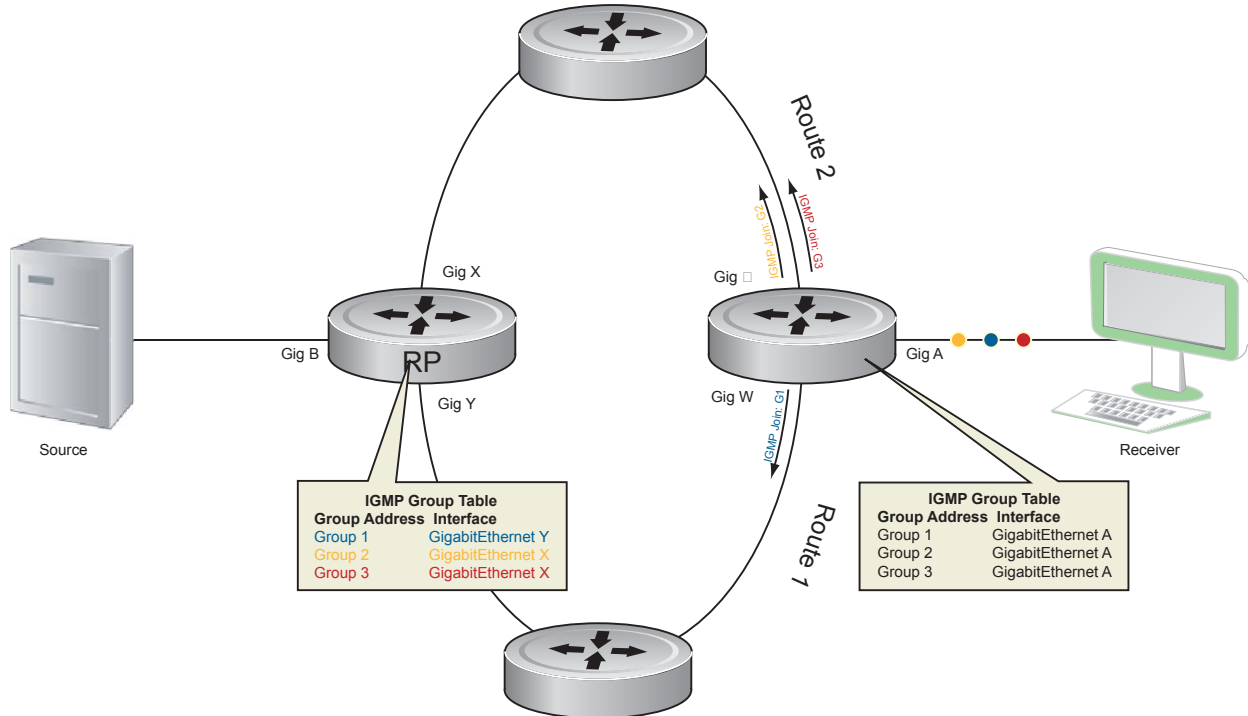 Route 2
IGMP Join: G2
IGMP Join: G3
Gig X
Gig
Gig B
RP
Gig A
Gig Y
Gig W
IGMP Join: G1
Source
Receiver
IGMP Group Table
Group Address Interface
Group 1 GigabitEthernet Y
Group 2 GigabitEthernet X
Group 3 GigabitEthernet X
Route 1
IGMP Group Table
Group Address Interface
Group 1 GigabitEthernet A
Group 2 GigabitEthernet A
Group 3 GigabitEthernet A